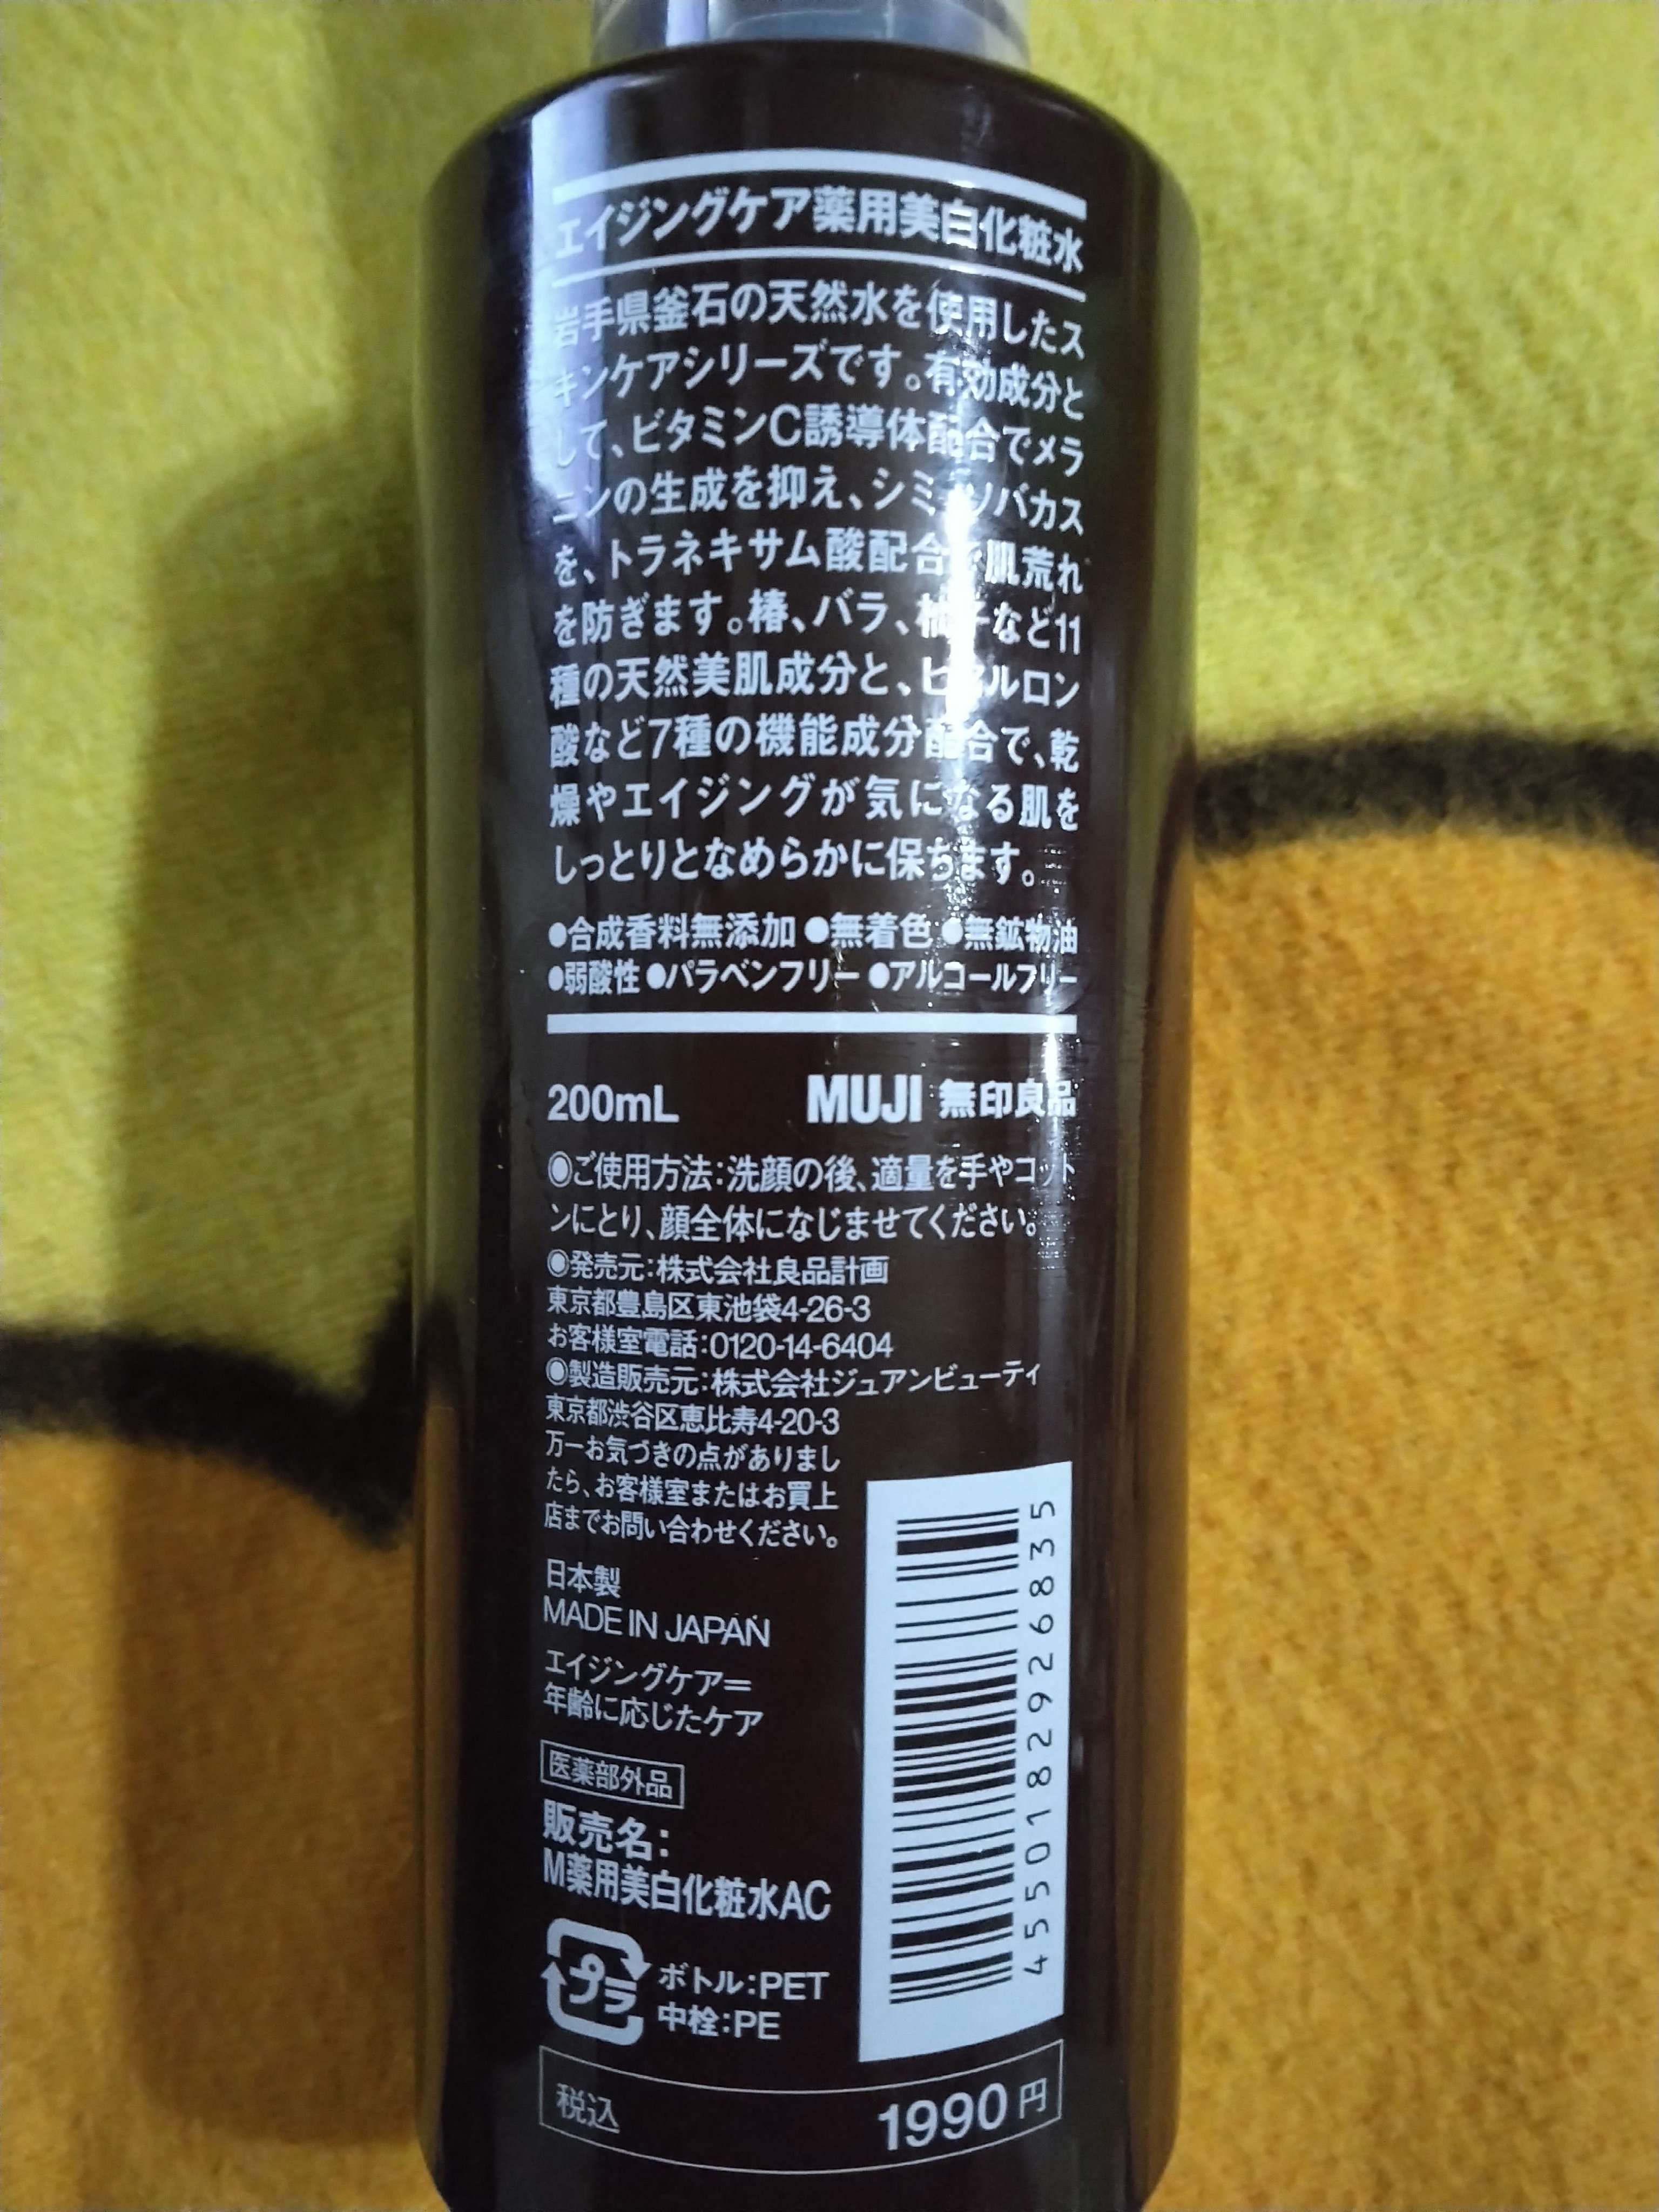 エイジングケア薬用美白化粧水
岩手県釜石の天然水を使用したス
キンケアシリーズです。有効成分と
して、ビタミンC誘導体配合でメラ
ニンの生成を抑え、シミ・ソバカス
を、トラネキサム酸配合で肌荒れ
を防ぎます。椿、バラ、柚子など11
種の天然美肌成分と、ヒアルロン
酸など7種の機能成分配合で、乾
燥やエイジングが気になる肌を
しっとりとなめらかに保ちます。
●合成香料無添加 ●無着色 ●無鉱物油
●弱酸性 ●パラベンフリー ●アルコールフリー
200mL MUJI 無印良品
◉ご使用方法:洗顔の後、適量を手やコット
ンにとり、顔全体になじませてください。
◉発売元:株式会社良品計画
東京都豊島区東池袋4-26-3
お客様室電話:0120-14-6404
◉製造販売元:株式会社ジュアンビューティ
東京都渋谷区恵比寿4-20-3
万一お気づきの点がありまし
たら、お客様室またはお買上
店までお問い合わせください。
日本製
MADE IN JAPAN
エイジングケア=
年齢に応じたケア
医薬部外品
販売名:
M薬用美白化粧水AC
プラ ボトル:PET
中栓:PE
4550182926835
税込 1990円